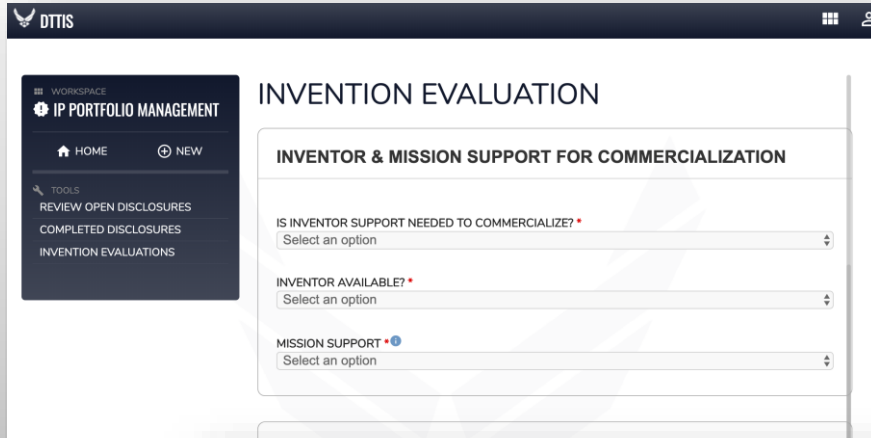 DTTIS
WORKSPACE
IP PORTFOLIO MANAGEMENT
HOME NEW
TOOLS
REVIEW OPEN DISCLOSURES
COMPLETED DISCLOSURES
INVENTION EVALUATIONS
INVENTION EVALUATION
INVENTOR & MISSION SUPPORT FOR COMMERCIALIZATION
IS INVENTOR SUPPORT NEEDED TO COMMERCIALIZE? *
Select an option
INVENTOR AVAILABLE? *
Select an option
MISSION SUPPORT *
Select an option